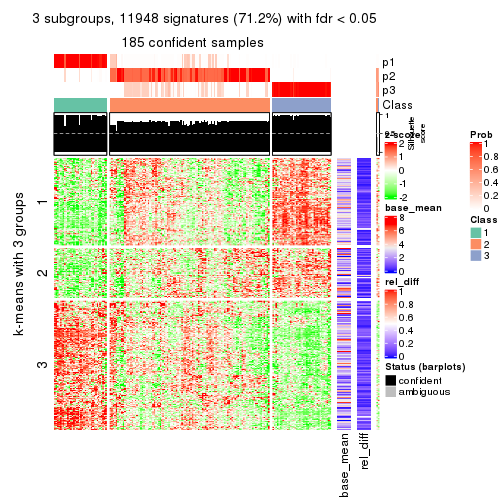 3 subgroups, 11948 signatures (71.2%) with fdr < 0.05
185 confident samples
p1
p2
p3
Class
1
0.5
0
Silhouette
score
k-means with 3 groups
1
2
3
base_mean
rel_diff
z-score
2
1
0
-1
-2
base_mean
8
6
4
2
0
rel_diff
1
0.8
0.6
0.4
0.2
0
Status (barplots)
confident
ambiguous
Prob
1
0.8
0.6
0.4
0.2
0
Class
1
2
3